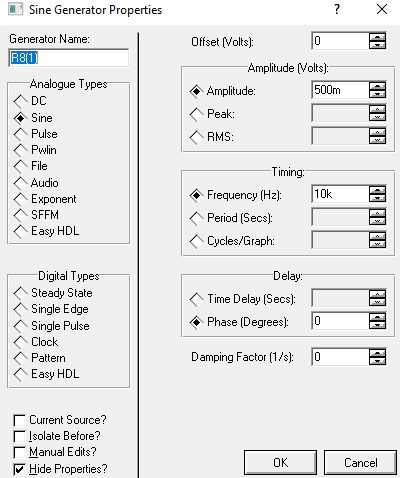 Sine Generator Properties ? ×
Generator Name:
R8(1)
Analogue Types
DC
Sine
Pulse
Pwlin
File
Audio
Exponent
SFFM
Easy HDL
Digital Types
Steady State
Single Edge
Single Pulse
Clock
Pattern
Easy HDL
Current Source?
Isolate Before?
Manual Edits?
Hide Properties?
Offset (Volts): 0
Amplitude (Volts):
Amplitude: 500m
Peak:
RMS:
Timing:
Frequency (Hz): 10k
Period (Secs):
Cycles/Graph:
Delay:
Time Delay (Secs):
Phase (Degrees): 0
Damping Factor (1/s): 0
OK Cancel